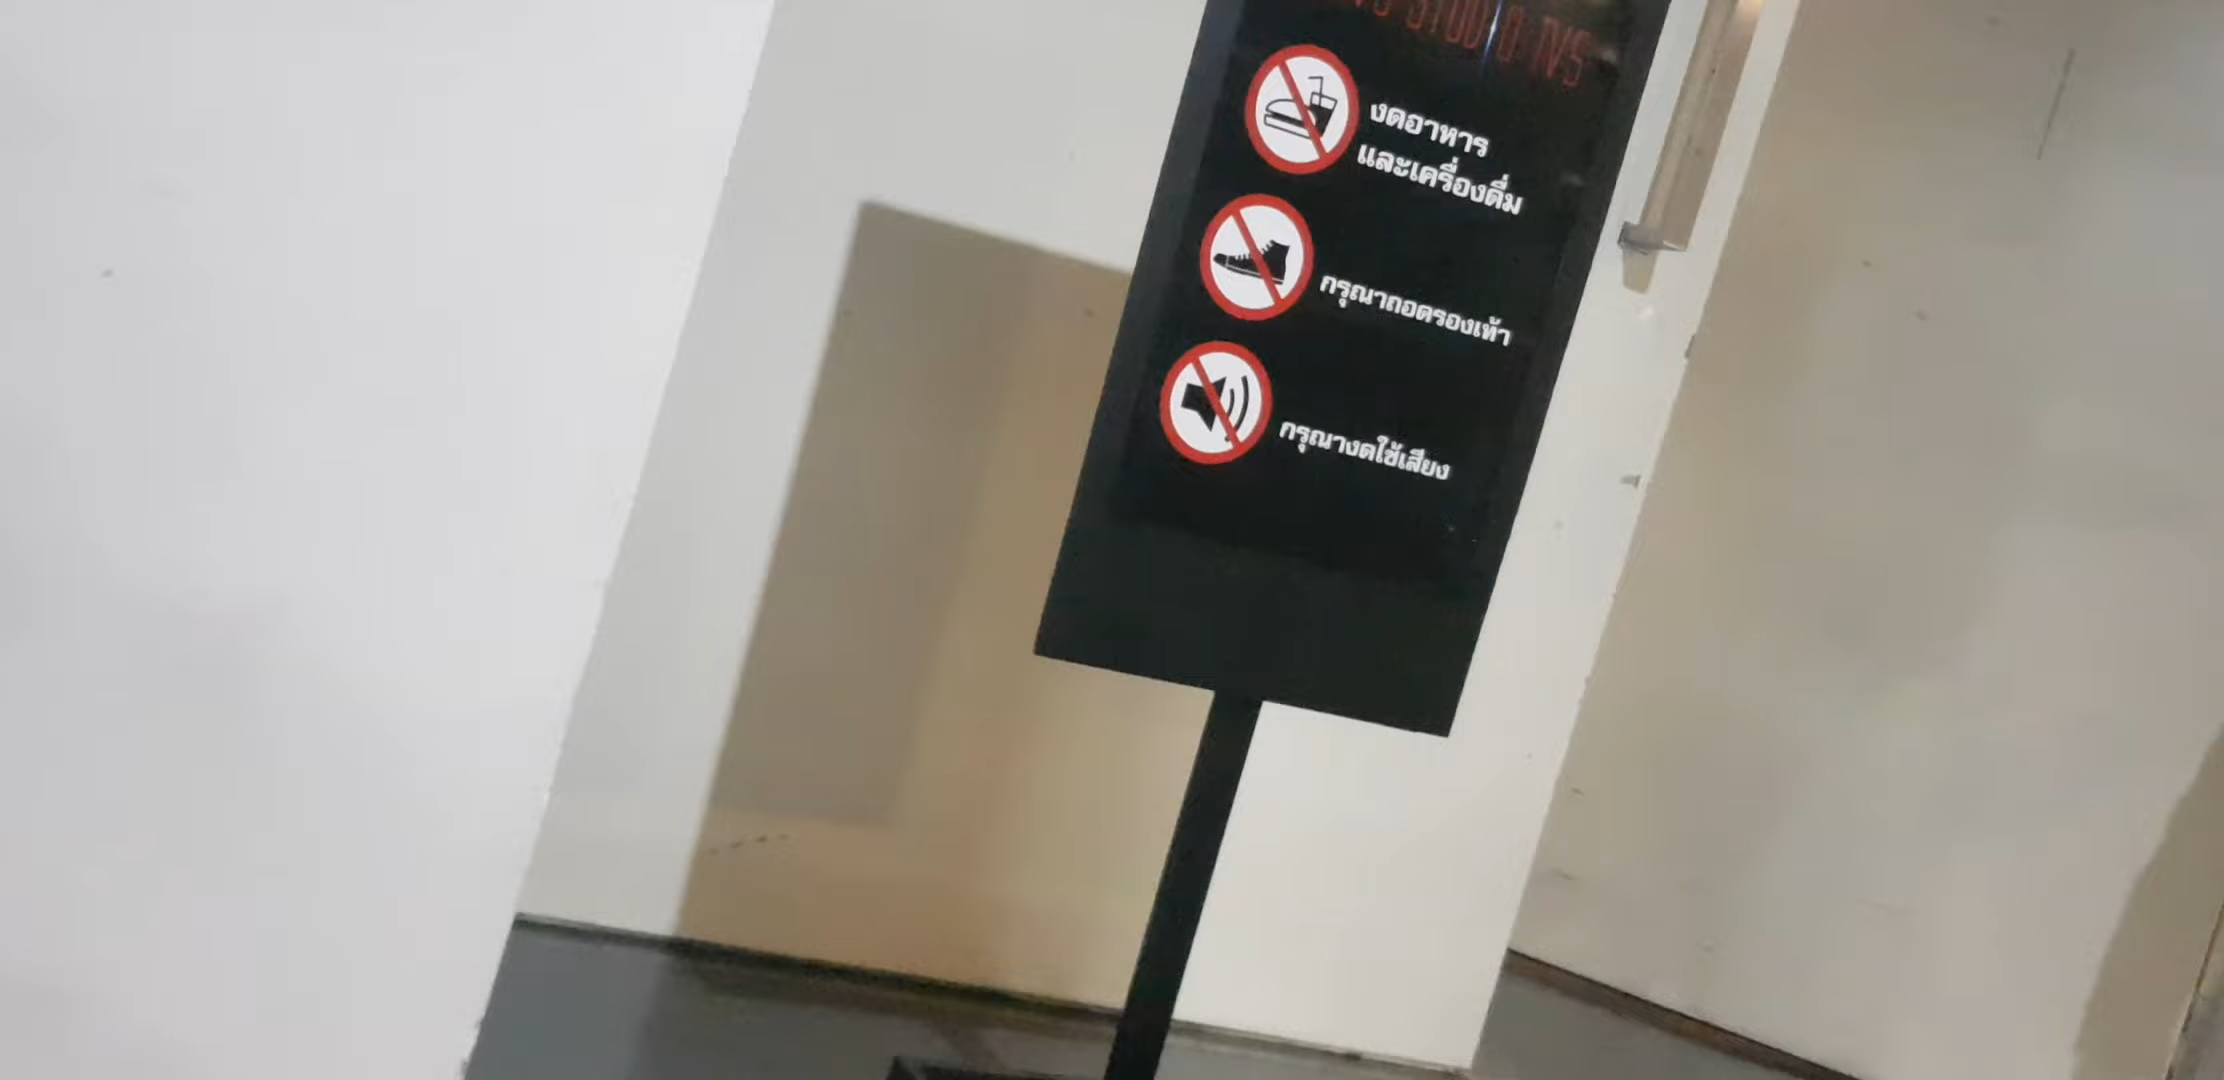 STUDIO
งดอาหาร
และเครื่องดื่ม
กรุณาถอดรองเท้า
กรุณางดใช้เสียง